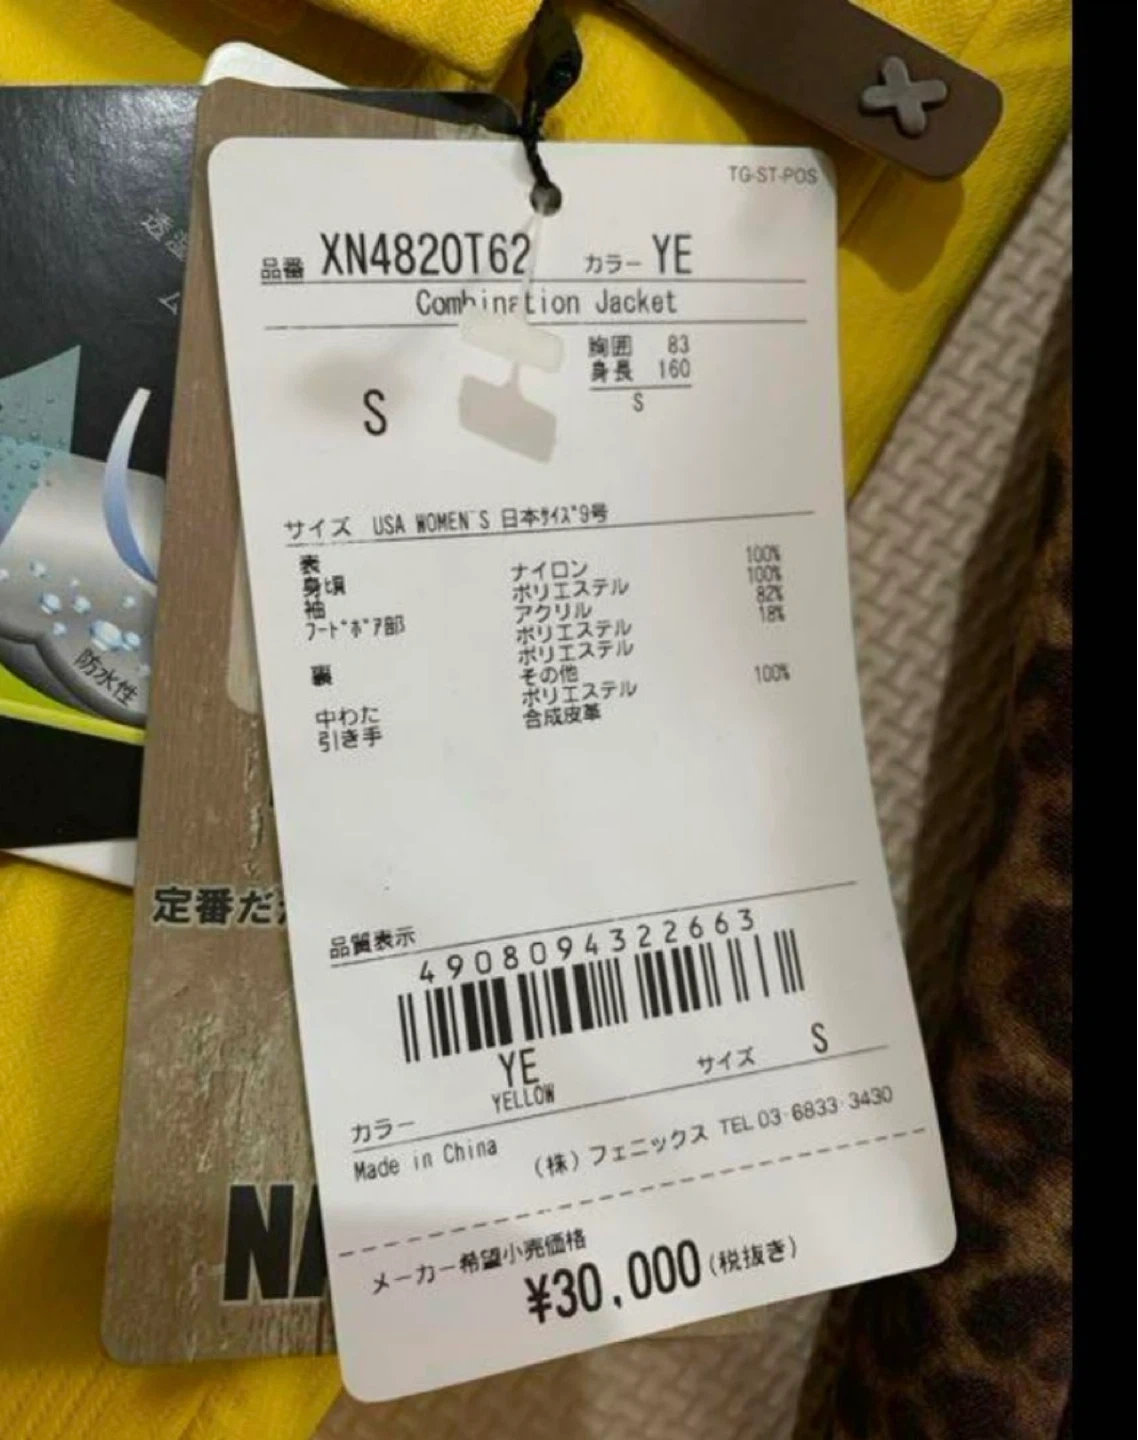 TG-ST-POS
品番 XN4820T62 カラー YE
Combination Jacket
胸囲 83
身長 160
S
S
サイズ USA WOMEN'S 日本ｻｲｽﾞ9号
表
身頃 ナイロン 100%
袖 ポリエステル 100%
ﾌｰﾄﾞﾎﾞｱ部 アクリル 82%
ポリエステル 18%
裏 ポリエステル
その他
中わた ポリエステル 100%
引き手 合成皮革
品質表示
4908094322663
YE
YELLOW
カラー
サイズ S
Made in China
(株)フェニックス TEL 03-6833-3430
メーカー希望小売価格
¥30,000(税抜き)
防水性
定番だ
NA